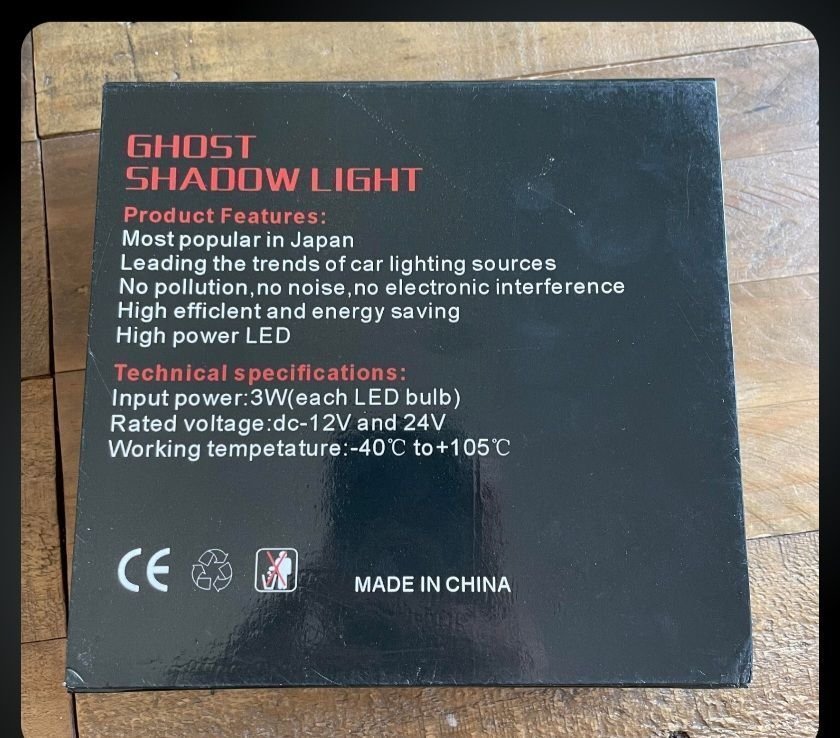 GHOST
SHADOW LIGHT
Product Features:
Most popular in Japan
Leading the trends of car lighting sources
No pollution,no noise,no electronic interference
High efficlent and energy saving
High power LED
Technical specifications:
Input power:3W(each LED bulb)
Rated voltage:dc-12V and 24V
Working tempetature:-40℃ to+105℃
CE
MADE IN CHINA